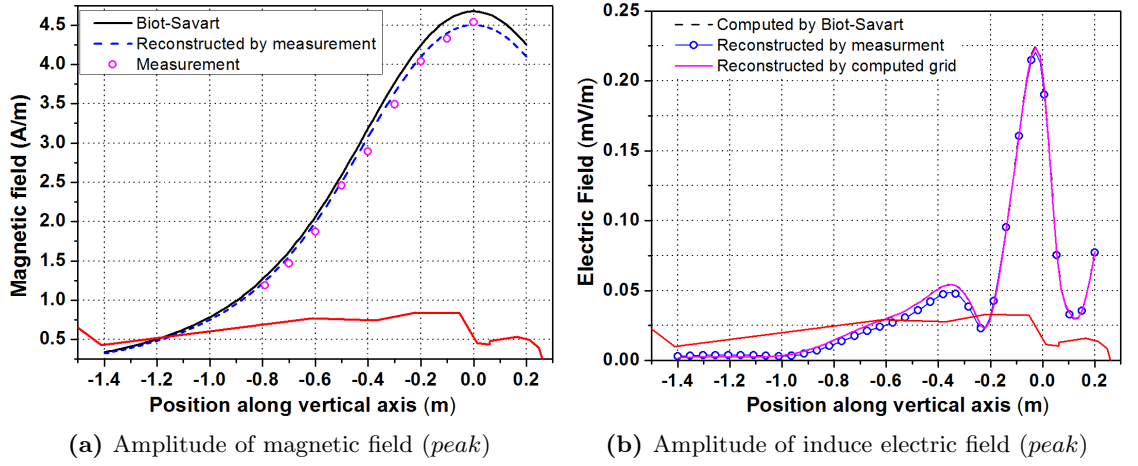 Biot-Savart
Reconstructed by measurement
Measurement
Magnetic field (A/m)
4.5
4.0
3.5
3.0
2.5
2.0
1.5
1.0
0.5
-1.4 -1.2 -1.0 -0.8 -0.6 -0.4 -0.2 0.0 0.2
Position along vertical axis (m)
(a) Amplitude of magnetic field (peak)
Computed by Biot-Savart
Reconstructed by measurment
Reconstructed by computed grid
Electric Field (mV/m)
0.25
0.20
0.15
0.10
0.05
0.00
-1.4 -1.2 -1.0 -0.8 -0.6 -0.4 -0.2 0.0 0.2
Position along vertical axis (m)
(b) Amplitude of induce electric field (peak)